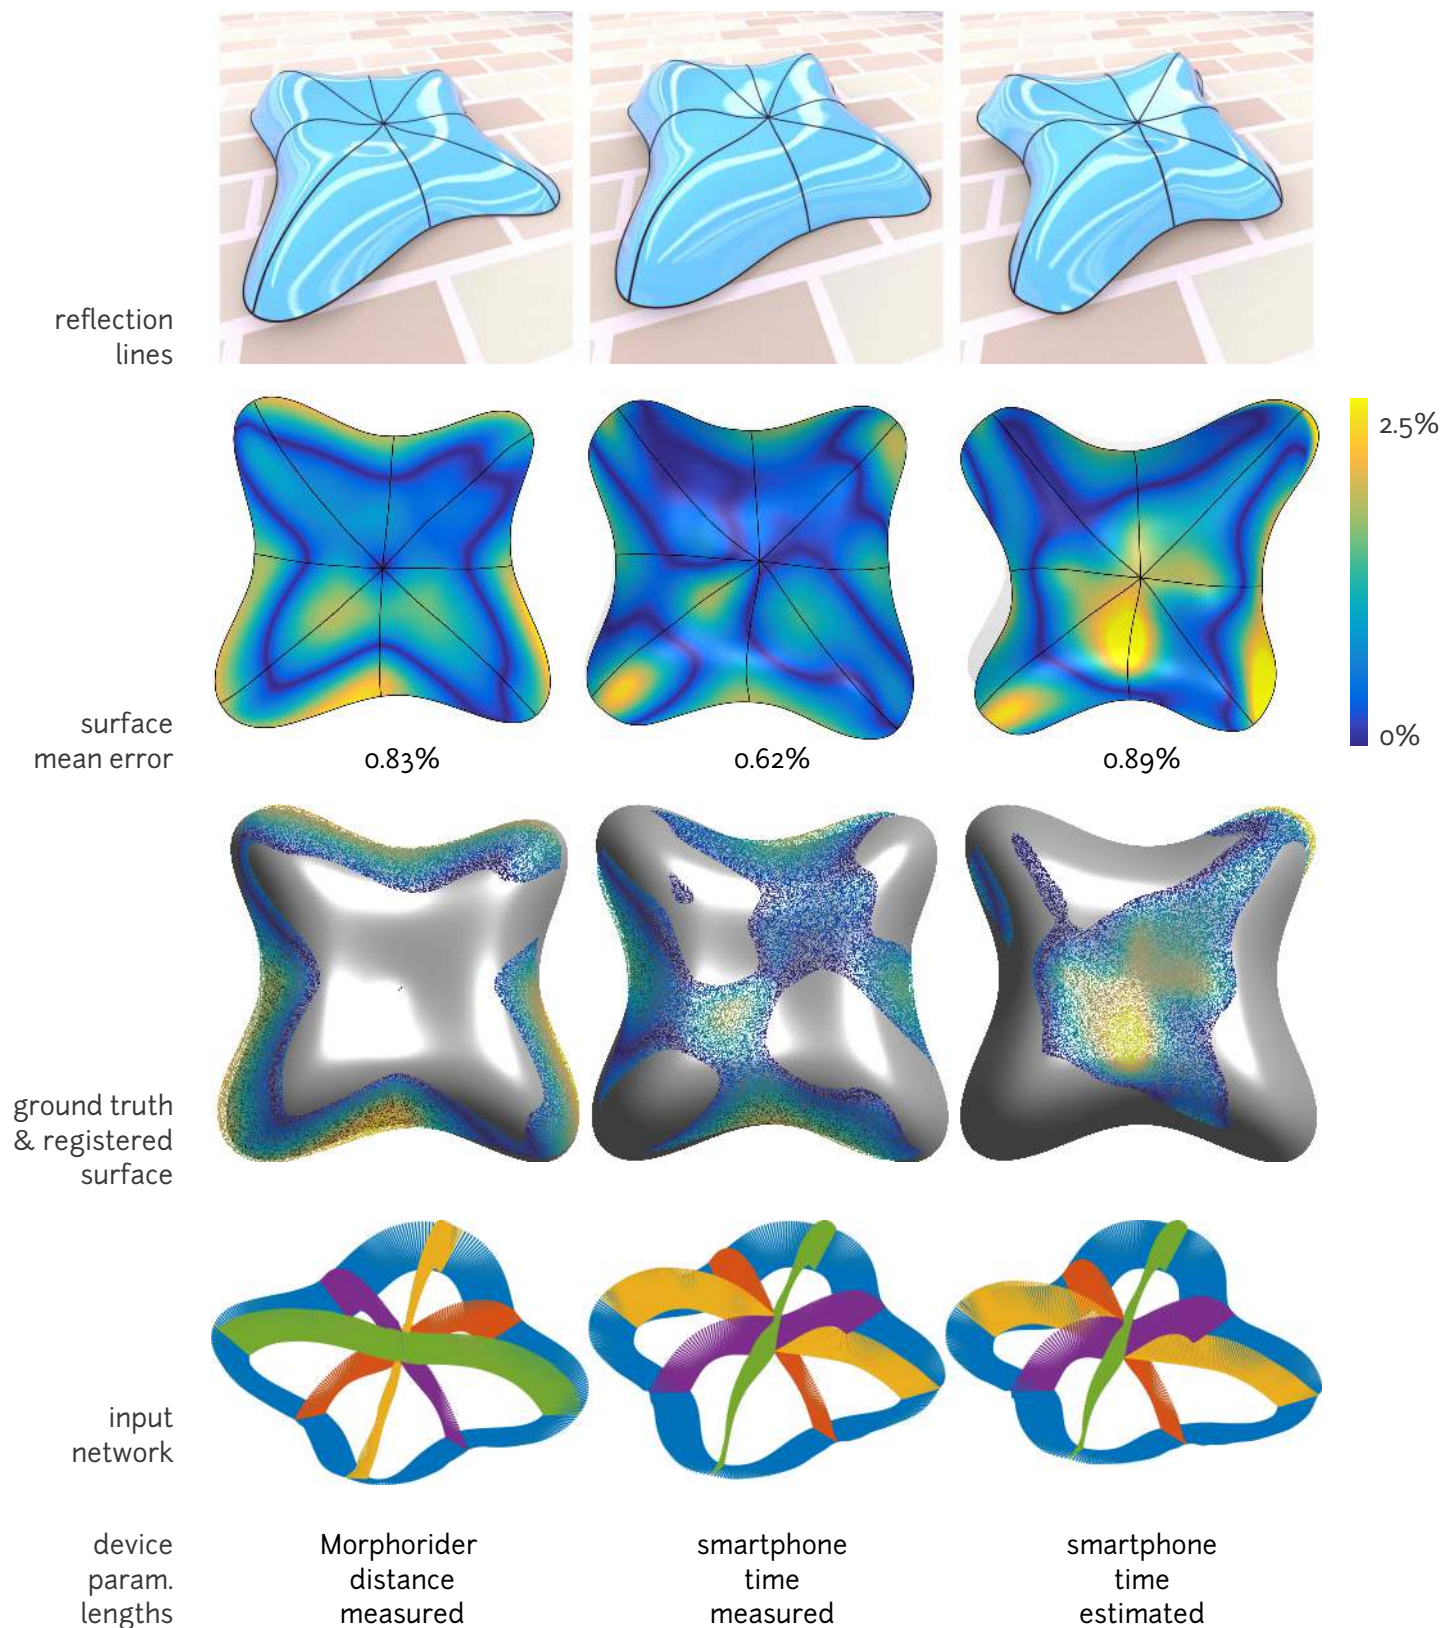 reflection
lines
2.5%
0%
surface
mean error
0.83%
0.62%
0.89%
ground truth
& registered
surface
input
network
device
param.
lengths
Morphorider
distance
measured
smartphone
time
measured
smartphone
time
estimated